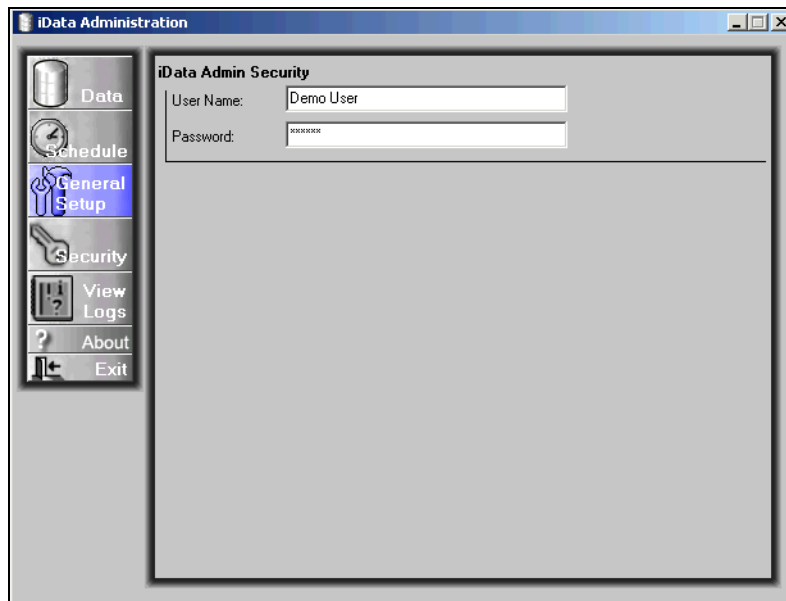 iData Administration
Data
Schedule
General
Setup
Security
View
Logs
About
Exit
iData Admin Security
User Name:
Demo User
Password:
******